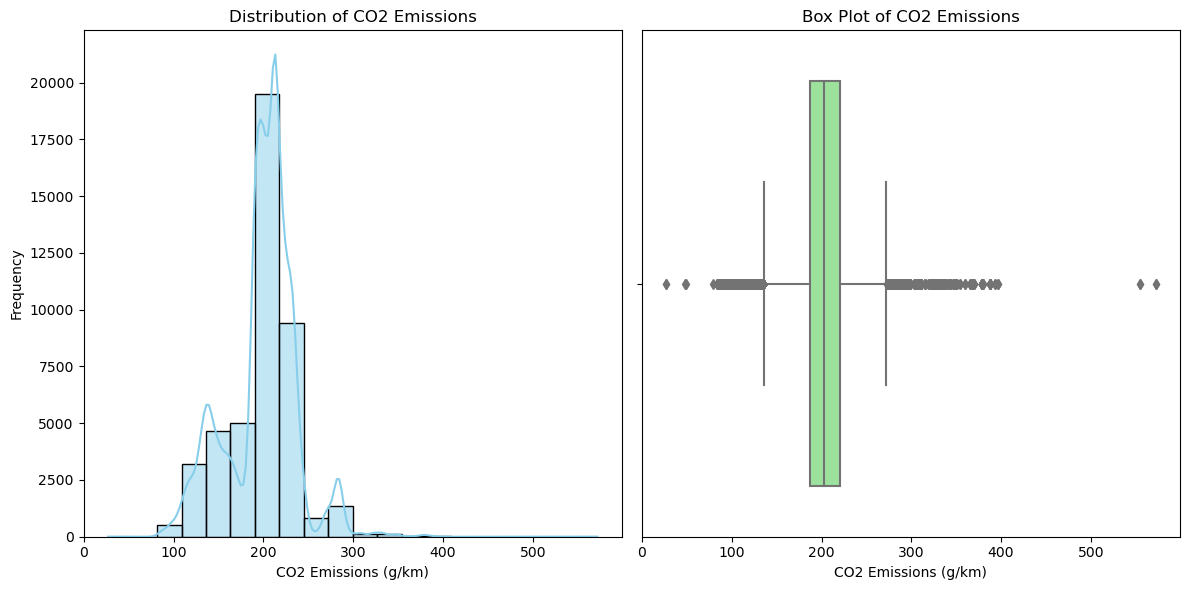 Distribution of CO2 Emissions
Frequency
20000
17500
15000
12500
10000
7500
5000
2500
0
0 100 200 300 400 500
CO2 Emissions (g/km)
Box Plot of CO2 Emissions
0 100 200 300 400 500
CO2 Emissions (g/km)